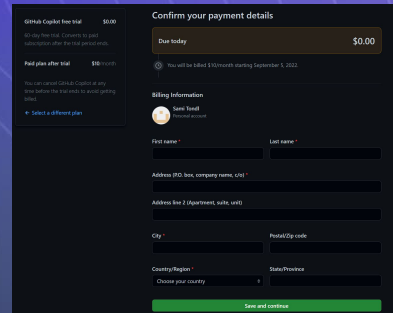 GitHub Copilot free trial $0.00
60-day free trial. Converts to paid
subscription after the trial period ends.
Paid plan after trial $10/month
You can cancel GitHub Copilot at any
time before the trial ends to avoid getting
billed.
← Select a different plan
Confirm your payment details
Due today $0.00
You will be billed $10/month starting September 5, 2022.
Billing Information
Sami Tondl
Personal account
First name * Last name *
Address (P.O. box, company name, c/o) *
Address line 2 (Apartment, suite, unit)
City * Postal/Zip code
Country/Region * State/Province
Choose your country
Save and continue